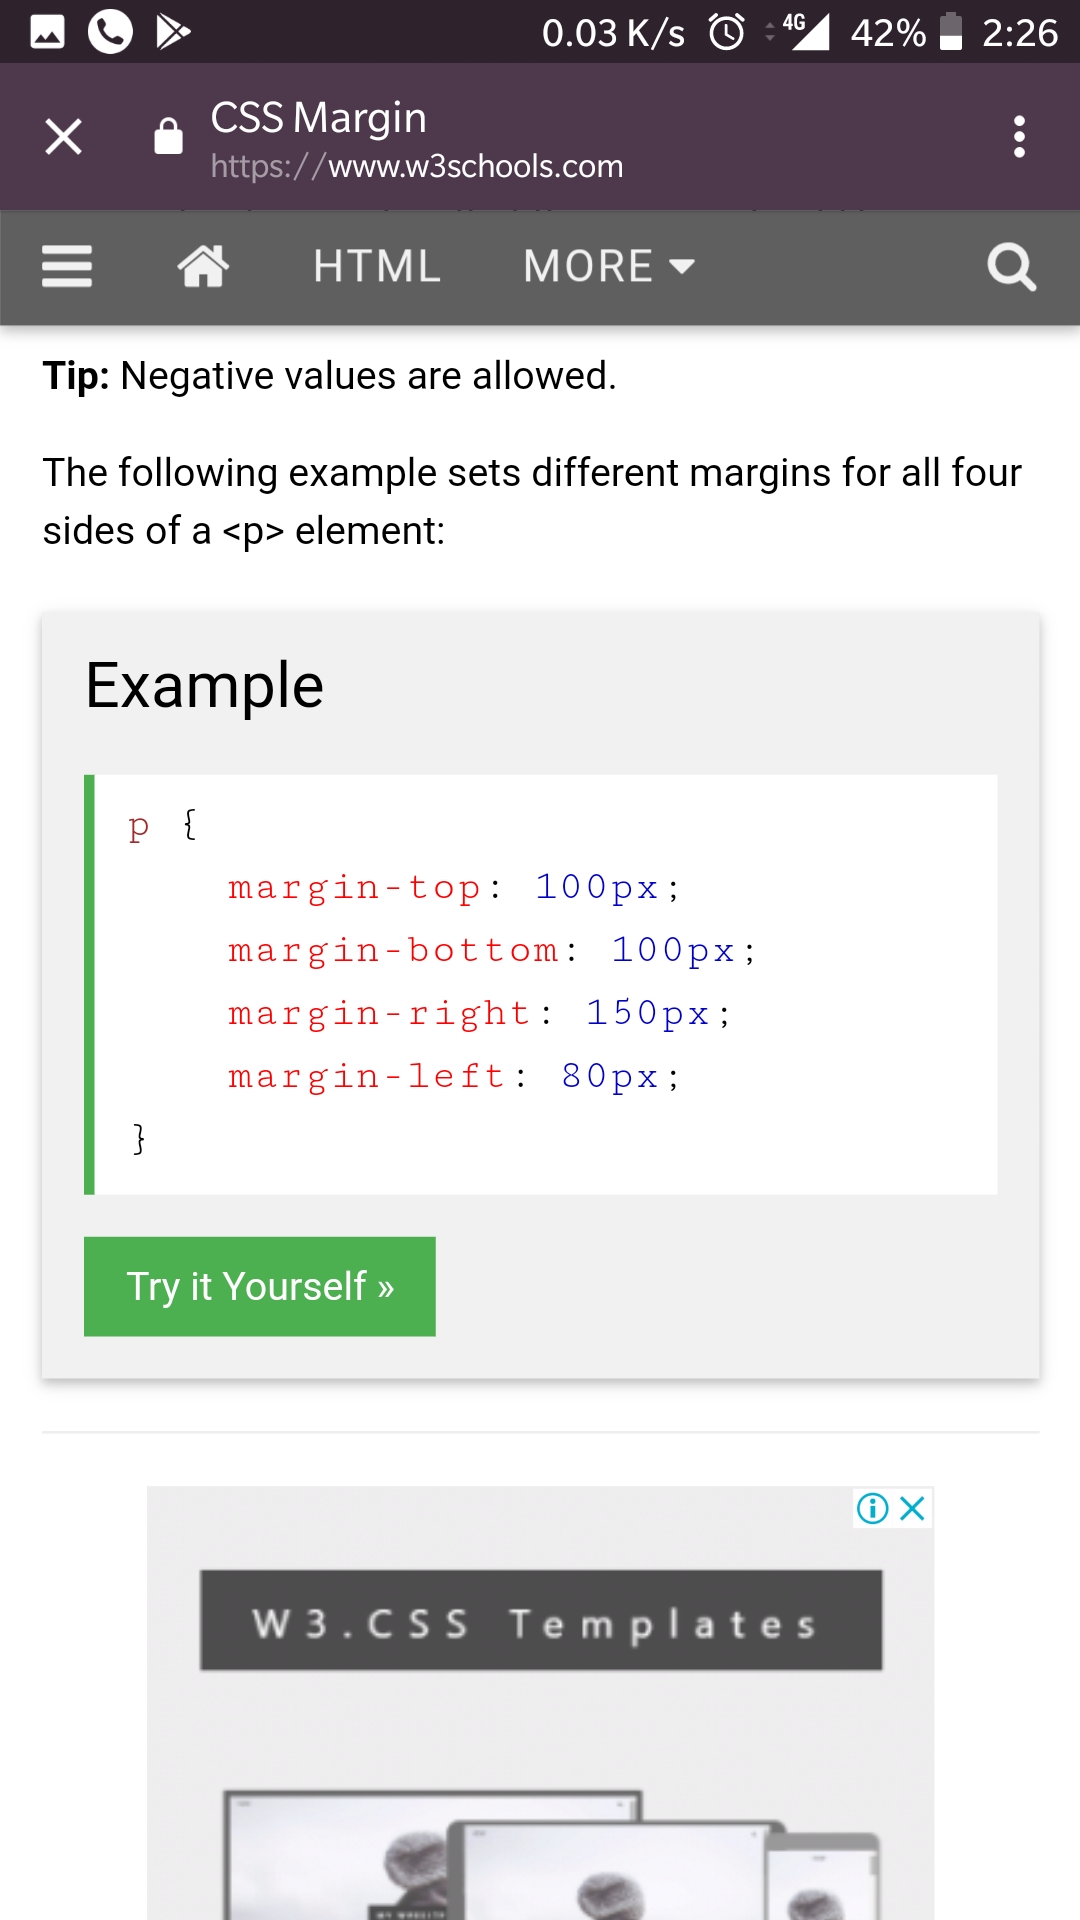 0.03 K/s 4G 42% 2:26
CSS Margin
https://www.w3schools.com
HTML MORE
Tip: Negative values are allowed.
The following example sets different margins for all four
sides of a <p> element:
Example
p {
margin-top: 100px;
margin-bottom: 100px;
margin-right: 150px;
margin-left: 80px;
}
Try it Yourself »
W3.CSS Templates